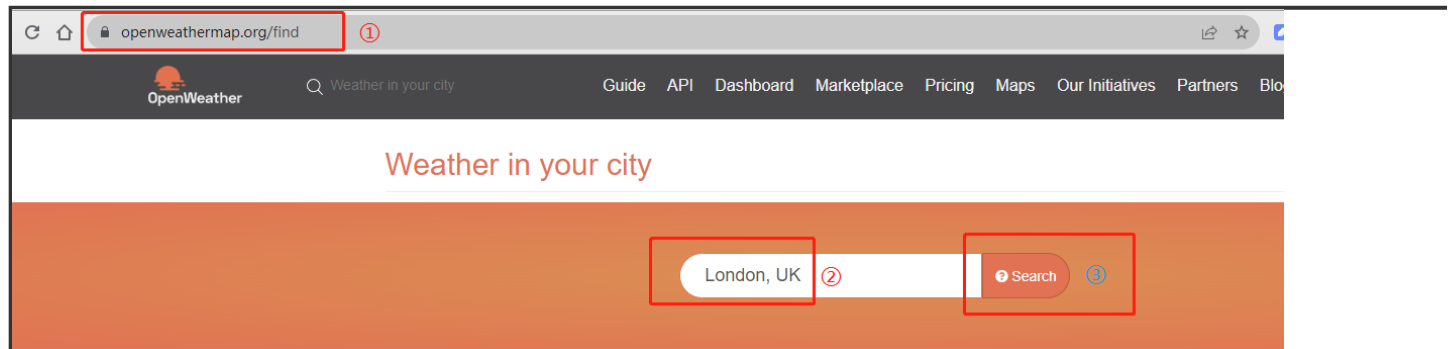 openweathermap.org/find ①
OpenWeather Weather in your city Guide API Dashboard Marketplace Pricing Maps Our Initiatives Partners Blo
Weather in your city
London, UK ② Search ③